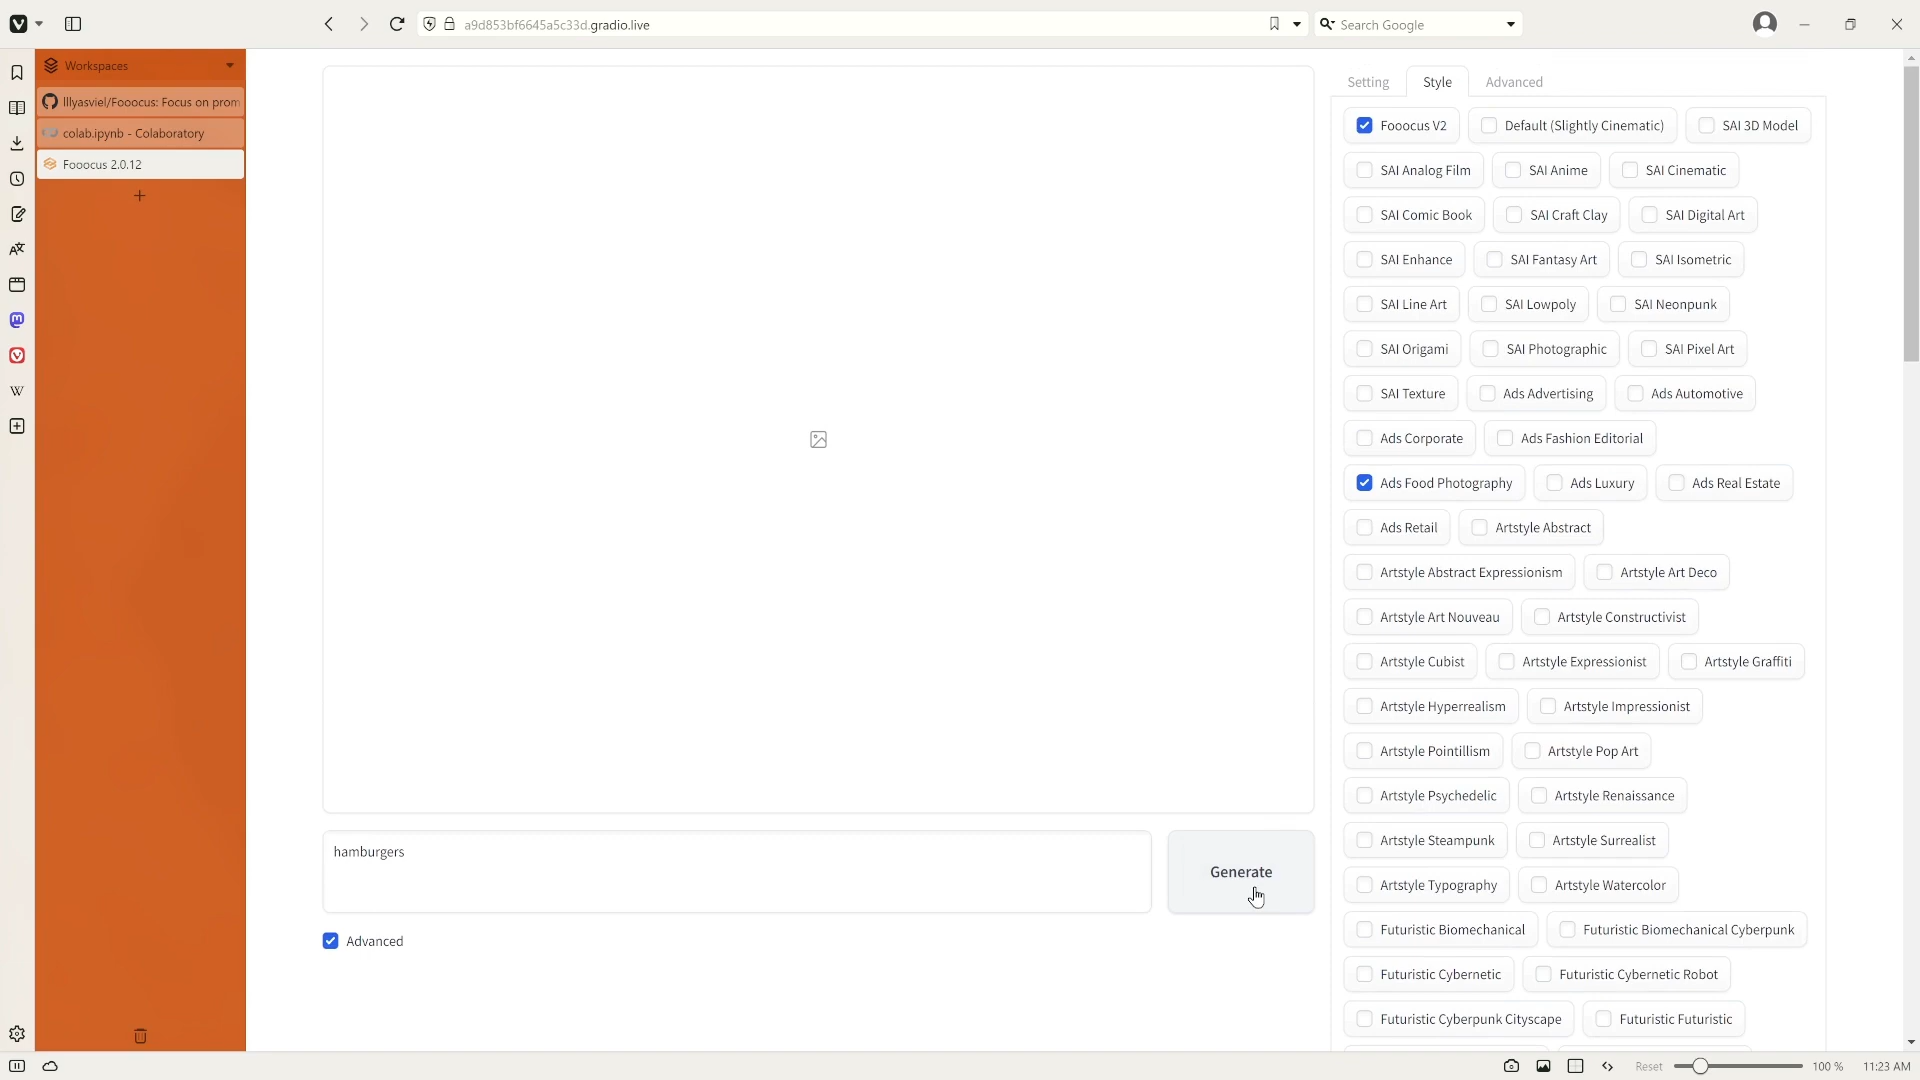 a9d853bf6645a5c33d.gradio.live
Search Google
Workspaces
lllyasviel/Fooocus: Focus on prom
colab.ipynb - Colaboratory
Fooocus 2.0.12
Setting Style Advanced
Fooocus V2 Default (Slightly Cinematic) SAI 3D Model
SAI Analog Film SAI Anime SAI Cinematic
SAI Comic Book SAI Craft Clay SAI Digital Art
SAI Enhance SAI Fantasy Art SAI Isometric
SAI Line Art SAI Lowpoly SAI Neonpunk
SAI Origami SAI Photographic SAI Pixel Art
SAI Texture Ads Advertising Ads Automotive
Ads Corporate Ads Fashion Editorial
Ads Food Photography Ads Luxury Ads Real Estate
Ads Retail Artstyle Abstract
Artstyle Abstract Expressionism Artstyle Art Deco
Artstyle Art Nouveau Artstyle Constructivist
Artstyle Cubist Artstyle Expressionist Artstyle Graffiti
Artstyle Hyperrealism Artstyle Impressionist
Artstyle Pointillism Artstyle Pop Art
Artstyle Psychedelic Artstyle Renaissance
Artstyle Steampunk Artstyle Surrealist
Artstyle Typography Artstyle Watercolor
Futuristic Biomechanical Futuristic Biomechanical Cyberpunk
Futuristic Cybernetic Futuristic Cybernetic Robot
Futuristic Cyberpunk Cityscape Futuristic Futuristic
hamburgers
Generate
Advanced
Reset 100 % 11:23 AM